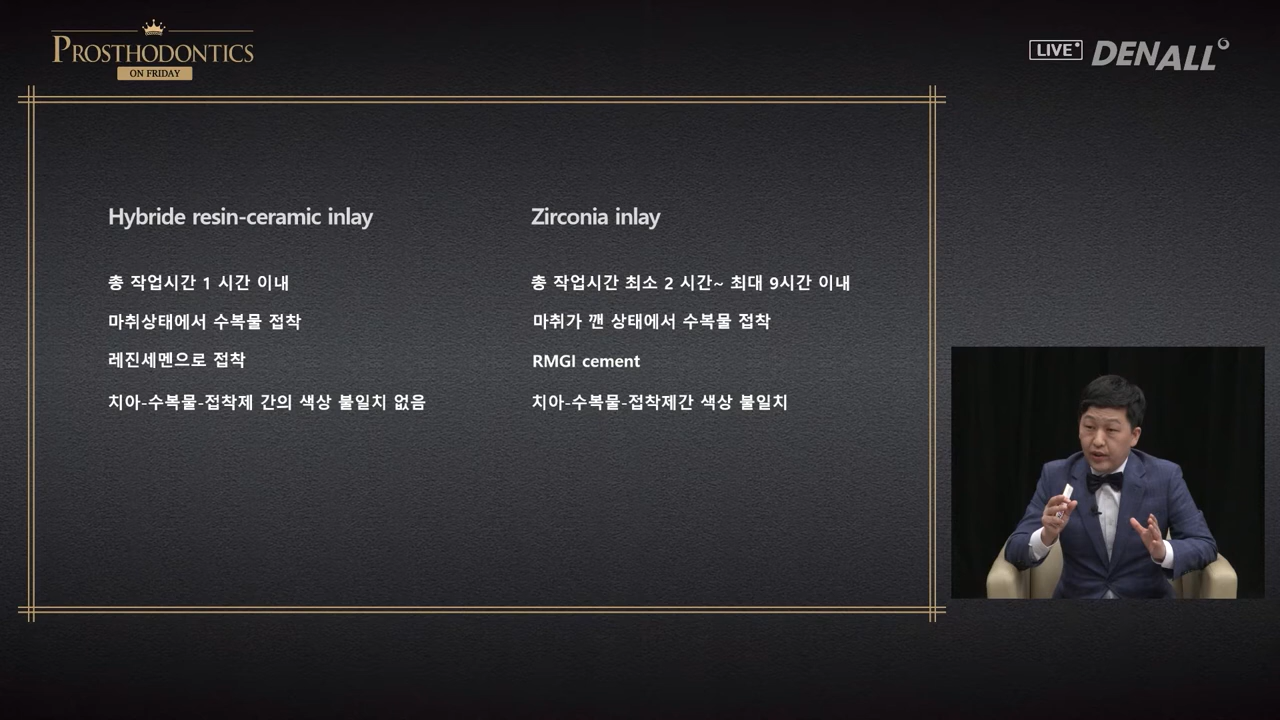 PROSTHODONTICS
ON FRIDAY
LIVE
DENALL
Hybride resin-ceramic inlay
총 작업시간 1 시간 이내
마취상태에서 수복물 접착
레진세멘으로 접착
치아-수복물-접착제 간의 색상 불일치 없음
Zirconia inlay
총 작업시간 최소 2 시간~ 최대 9시간 이내
마취가 깬 상태에서 수복물 접착
RMGI cement
치아-수복물-접착제간 색상 불일치